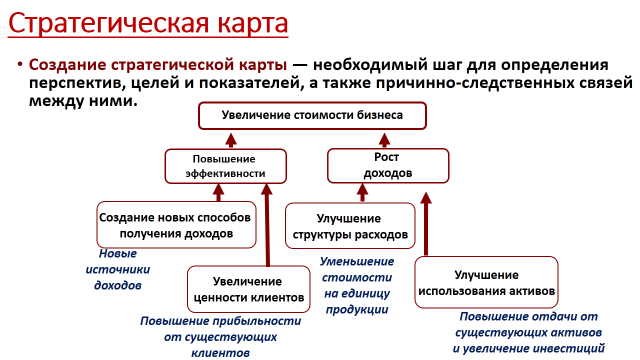 Стратегическая карта
• Создание стратегической карты — необходимый шаг для определения
перспектив, целей и показателей, а также причинно-следственных связей
между ними.
Увеличение стоимости бизнеса
Повышение
эффективности
Рост
доходов
Создание новых способов
получения доходов
Улучшение
структуры расходов
Новые
источники
доходов
Увеличение
ценности клиентов
Уменьшение
стоимости
на единицу
продукции
Улучшение
использования активов
Повышение прибыльности
от существующих
клиентов
Повышение отдачи от
существующих активов
и увеличение инвестиций